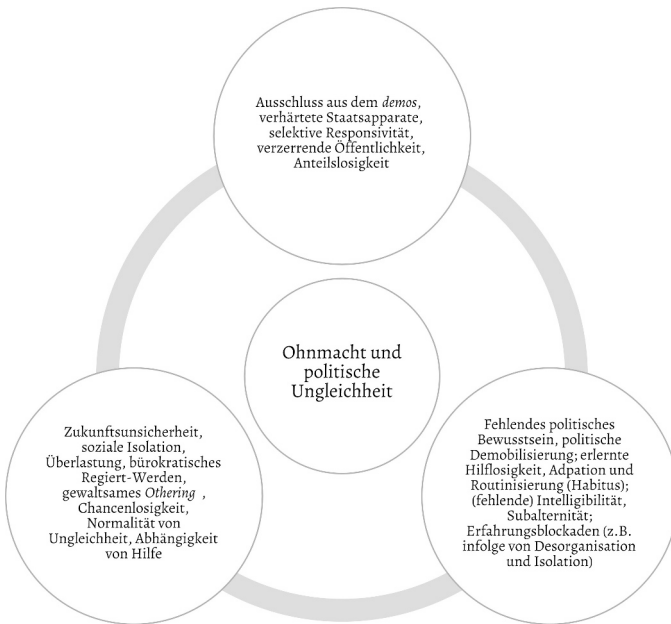 Ausschluss aus dem demos,
verhärtete Staatsapparate,
selektive Responsivität,
verzerrende Öffentlichkeit,
Anteilslosigkeit
Ohnmacht und
politische
Ungleichheit
Zukunftsunsicherheit,
soziale Isolation,
Überlastung, bürokratisches
Regiert-Werden,
gewaltsames Othering ,
Chancenlosigkeit,
Normalität von
Ungleichheit, Abhängigkeit
von Hilfe
Fehlendes politisches
Bewusstsein, politische
Demobilisierung; erlernte
Hilflosigkeit, Adpation und
Routinisierung (Habitus);
(fehlende) Intelligibilität,
Subalternität;
Erfahrungsblockaden (z.B.
infolge von Desorganisation
und Isolation)